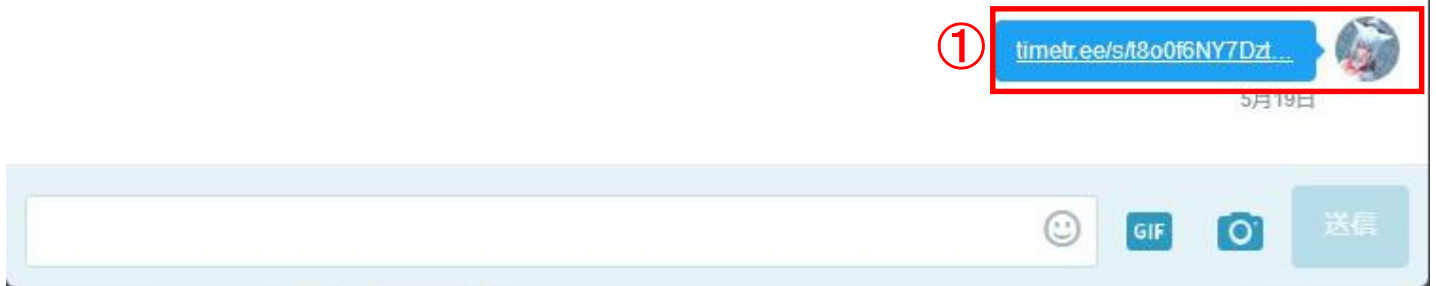 ①
timetr.ee/s/t8o0f6NY7Dzt...
5月19日
GIF
送信